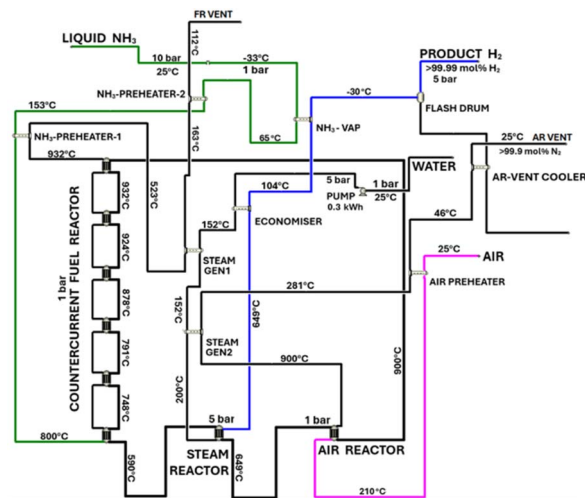 FR VENT
LIQUID NH₃
112°C
10 bar
-33°C
25°C
1 bar
PRODUCT H₂
>99.99 mol% H₂
5 bar
-30°C
FLASH DRUM
NH₃-PREHEATER-2
153°C
163°C
65°C
NH₃-VAP
25°C
AR VENT
>99.9 mol% N₂
NH₃-PREHEATER-1
932°C
523°C
WATER
5 bar
1 bar
25°C
PUMP
0.3 kWh
AR-VENT COOLER
104°C
932°C
152°C
ECONOMISER
46°C
924°C
STEAM
GEN1
25°C
AIR
COUNTERCURRENT FUEL REACTOR
1 bar
878°C
281°C
AIR PREHEATER
152°C
649°C
791°C
STEAM
GEN2
900°C
900°C
748°C
200°C
5 bar
1 bar
800°C
STEAM
REACTOR
AIR REACTOR
590°C
649°C
210°C